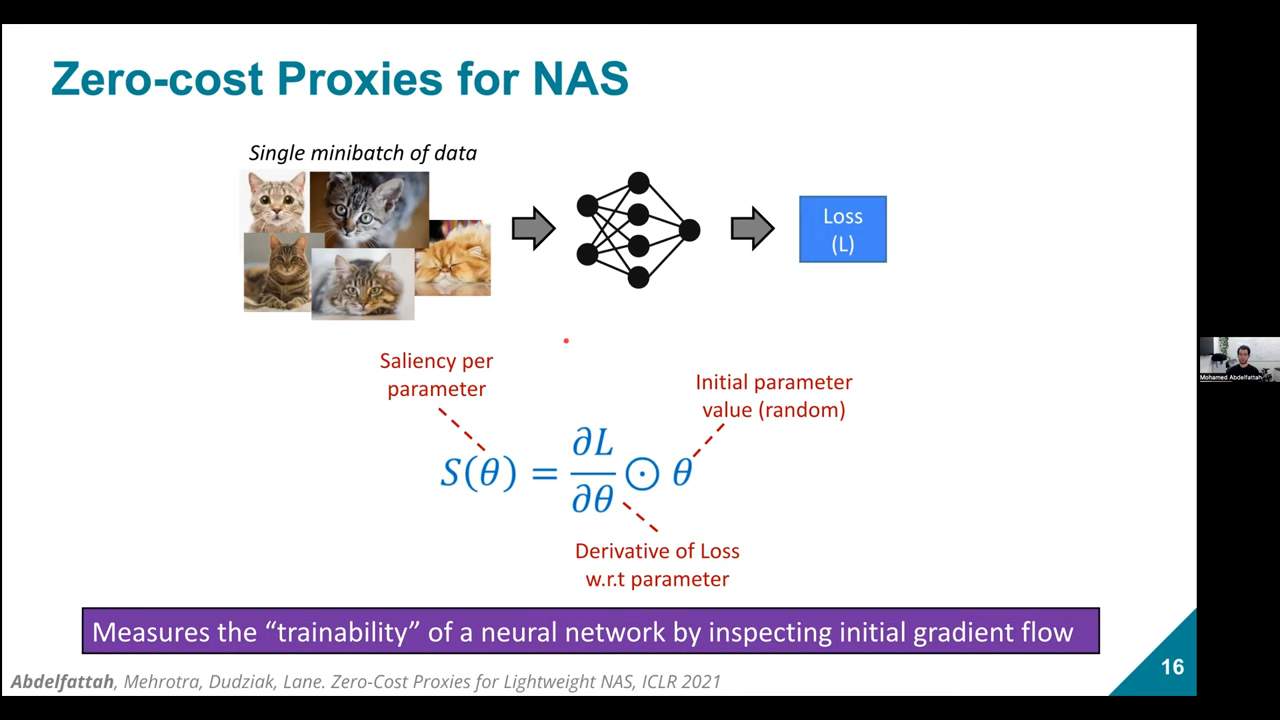 Zero-cost Proxies for NAS
Single minibatch of data
Loss
(L)
Saliency per
parameter
Initial parameter
value (random)
S(θ) = ∂L/∂θ ⊙ θ
Derivative of Loss
w.r.t parameter
Measures the “trainability” of a neural network by inspecting initial gradient flow
Abdelfattah, Mehrotra, Dudziak, Lane. Zero-Cost Proxies for Lightweight NAS, ICLR 2021
16
Mohamed Abdelfattah